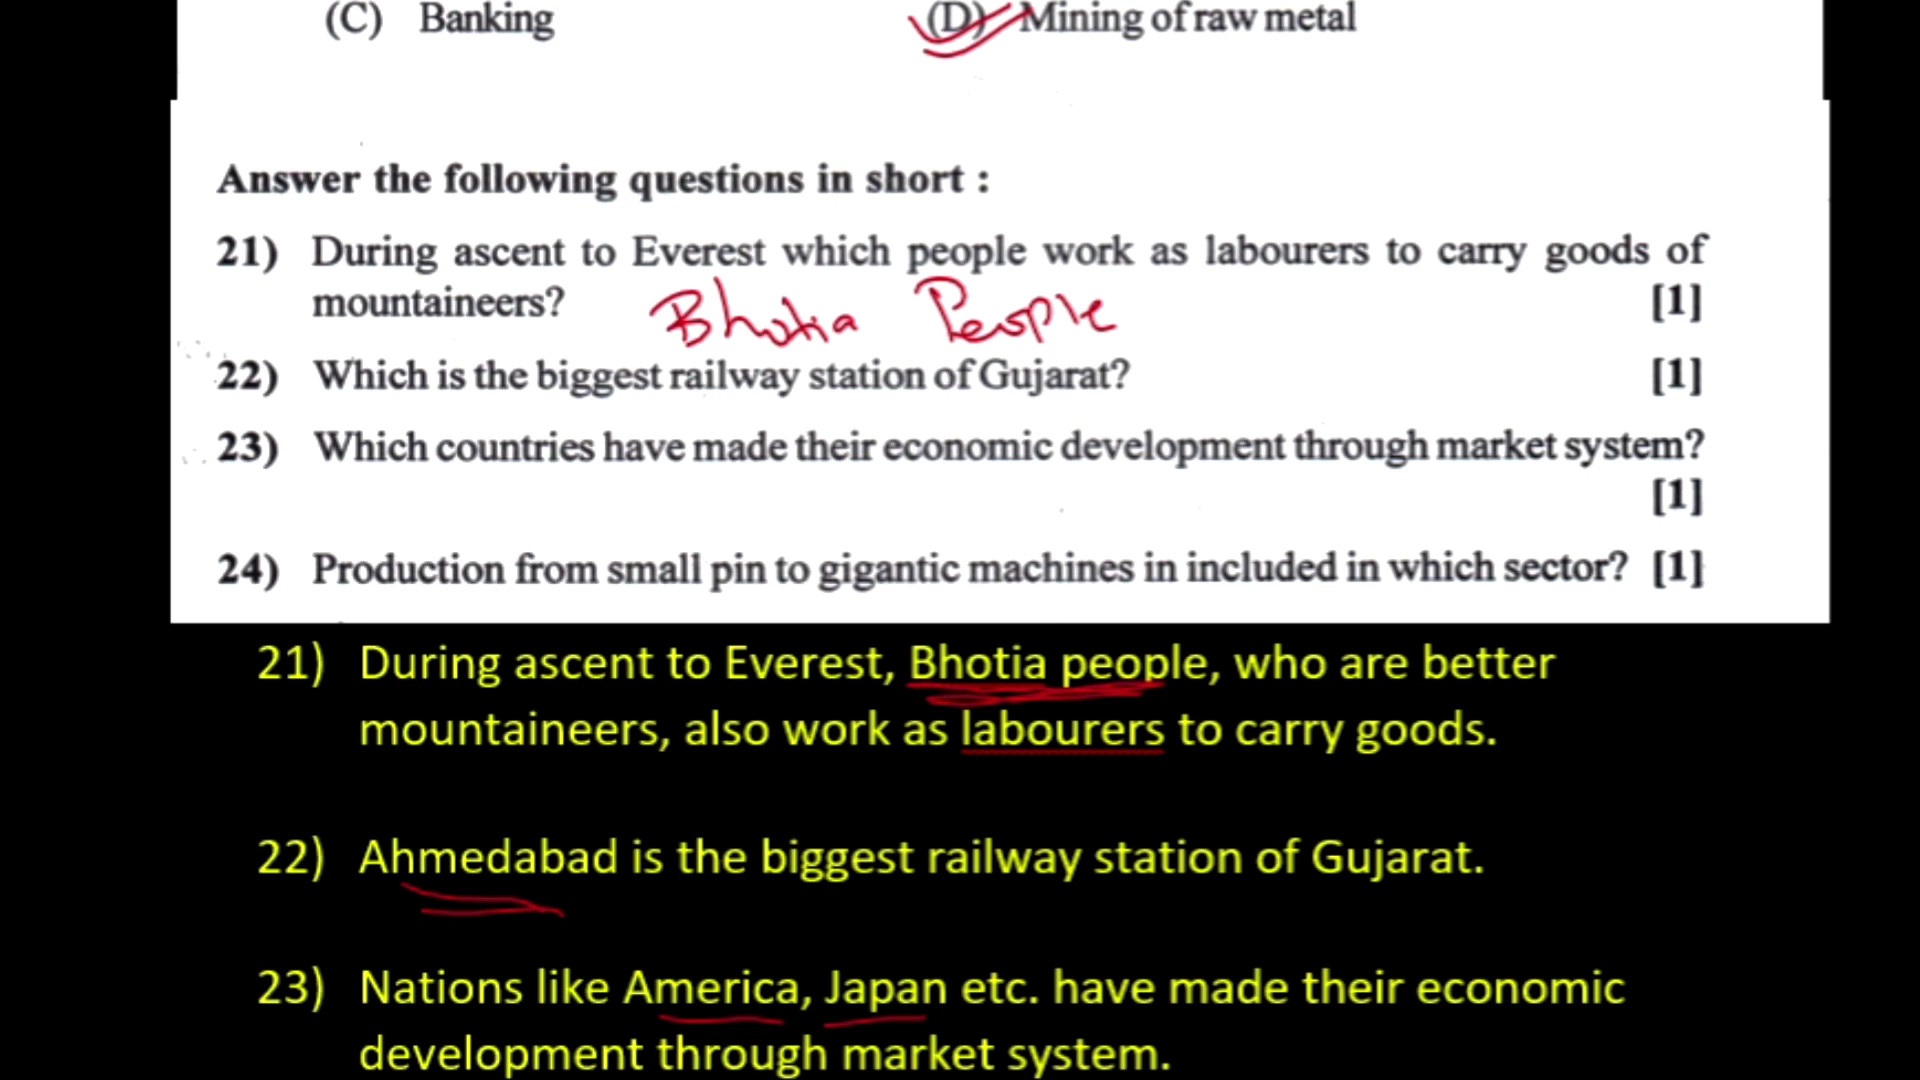 (C) Banking (D) Mining of raw metal
Answer the following questions in short :
21) During ascent to Everest which people work as labourers to carry goods of
mountaineers? [1]
Bhotia People
22) Which is the biggest railway station of Gujarat? [1]
23) Which countries have made their economic development through market system?
[1]
24) Production from small pin to gigantic machines in included in which sector? [1]
21) During ascent to Everest, Bhotia people, who are better
mountaineers, also work as labourers to carry goods.
22) Ahmedabad is the biggest railway station of Gujarat.
23) Nations like America, Japan etc. have made their economic
development through market system.